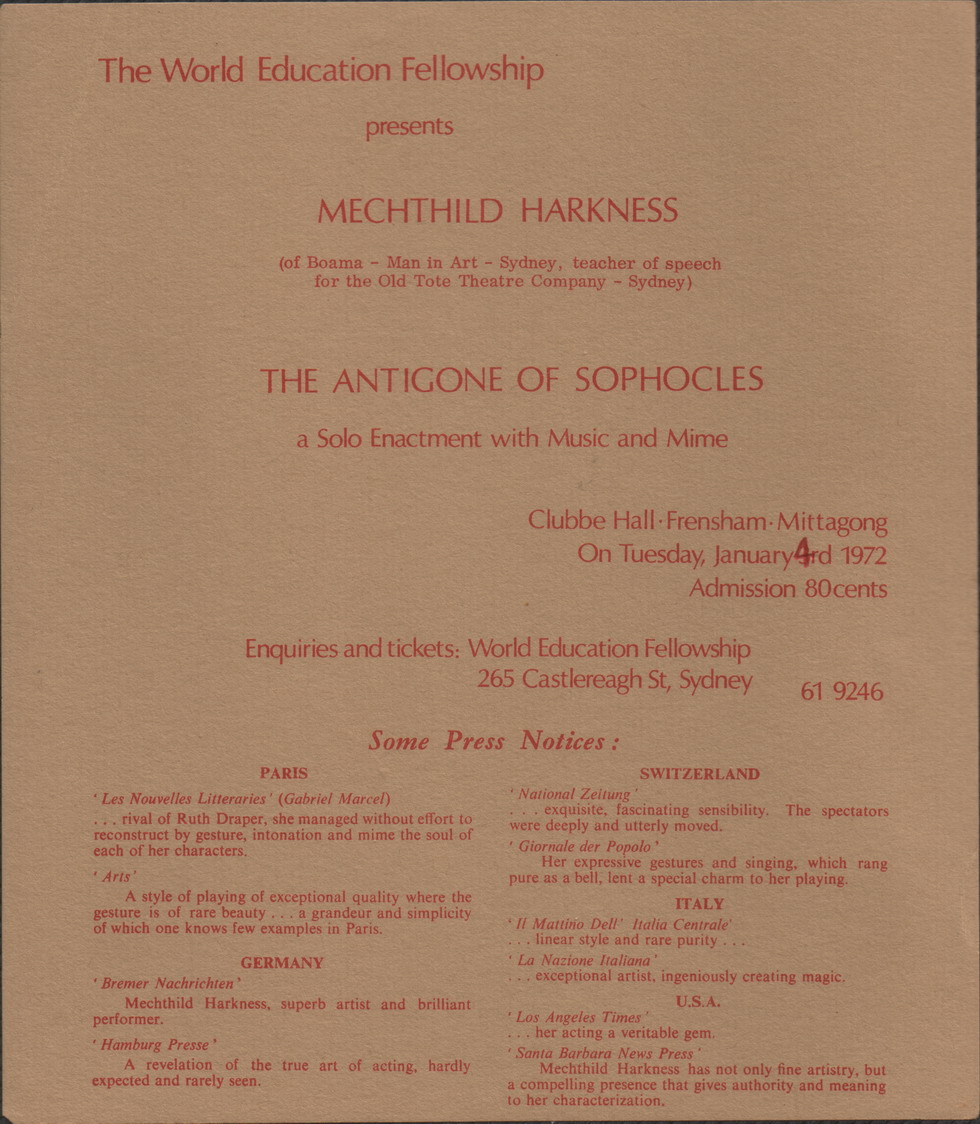 The World Education Fellowship
presents
MECHTHILD HARKNESS
(of Boama - Man in Art - Sydney, teacher of speech
for the Old Tote Theatre Company - Sydney)
THE ANTIGONE OF SOPHOCLES
a Solo Enactment with Music and Mime
Clubbe Hall · Frensham · Mittagong
On Tuesday, January 4rd 1972
Admission 80cents
Enquiries and tickets: World Education Fellowship
265 Castlereagh St, Sydney
61 9246
Some Press Notices :
PARIS
' Les Nouvelles Litteraries ' (Gabriel Marcel)
. . . rival of Ruth Draper, she managed without effort to
reconstruct by gesture, intonation and mime the soul of
each of her characters.
' Arts '
A style of playing of exceptional quality where the
gesture is of rare beauty . . . a grandeur and simplicity
of which one knows few examples in Paris.
GERMANY
' Bremer Nachrichten '
Mechthild Harkness, superb artist and brilliant
performer.
' Hamburg Presse '
A revelation of the true art of acting, hardly
expected and rarely seen.
SWITZERLAND
' National Zeitung '
. . . exquisite, fascinating sensibility. The spectators
were deeply and utterly moved.
' Giornale der Popolo '
Her expressive gestures and singing, which rang
pure as a bell, lent a special charm to her playing.
ITALY
' Il Mattino Dell' Italia Centrale'
. . . linear style and rare purity . . .
' La Nazione Italiana '
. . . exceptional artist, ingeniously creating magic.
U.S.A.
' Los Angeles Times '
. . . her acting a veritable gem.
' Santa Barbara News Press '
Mechthild Harkness has not only fine artistry, but
a compelling presence that gives authority and meaning
to her characterization.